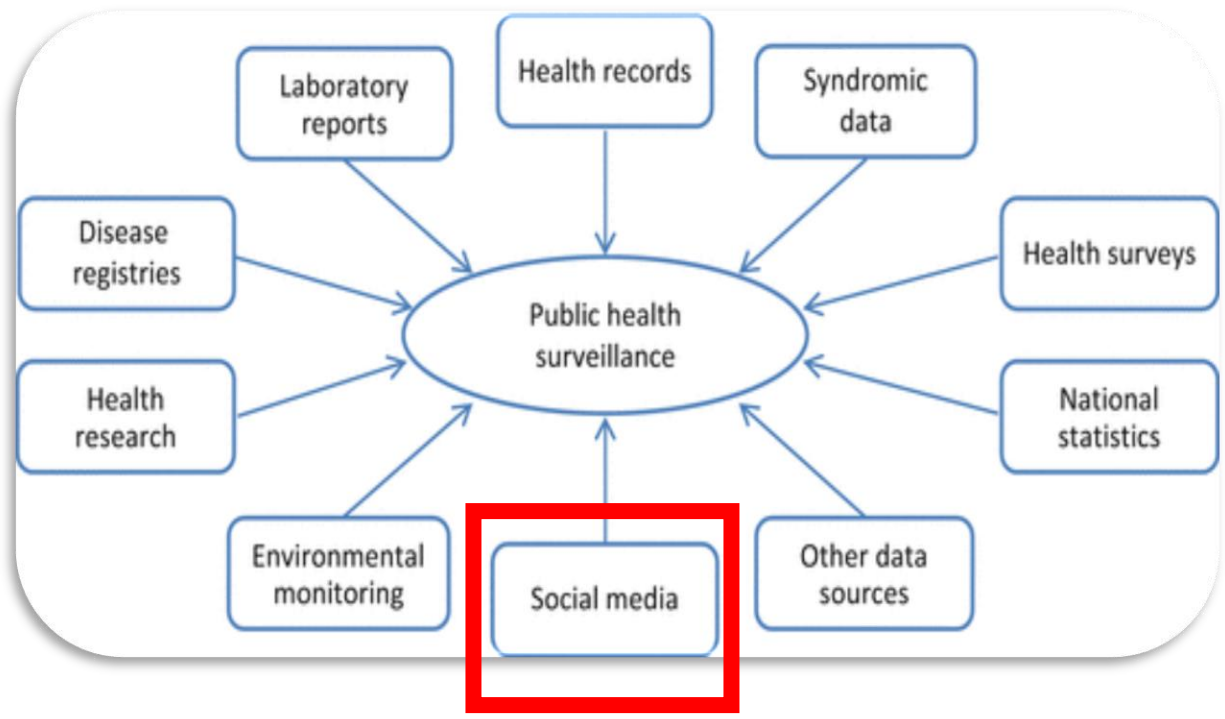 Health records
Laboratory
reports
Syndromic
data
Disease
registries
Health surveys
Public health
surveillance
Health
research
National
statistics
Environmental
monitoring
Social media
Other data
sources